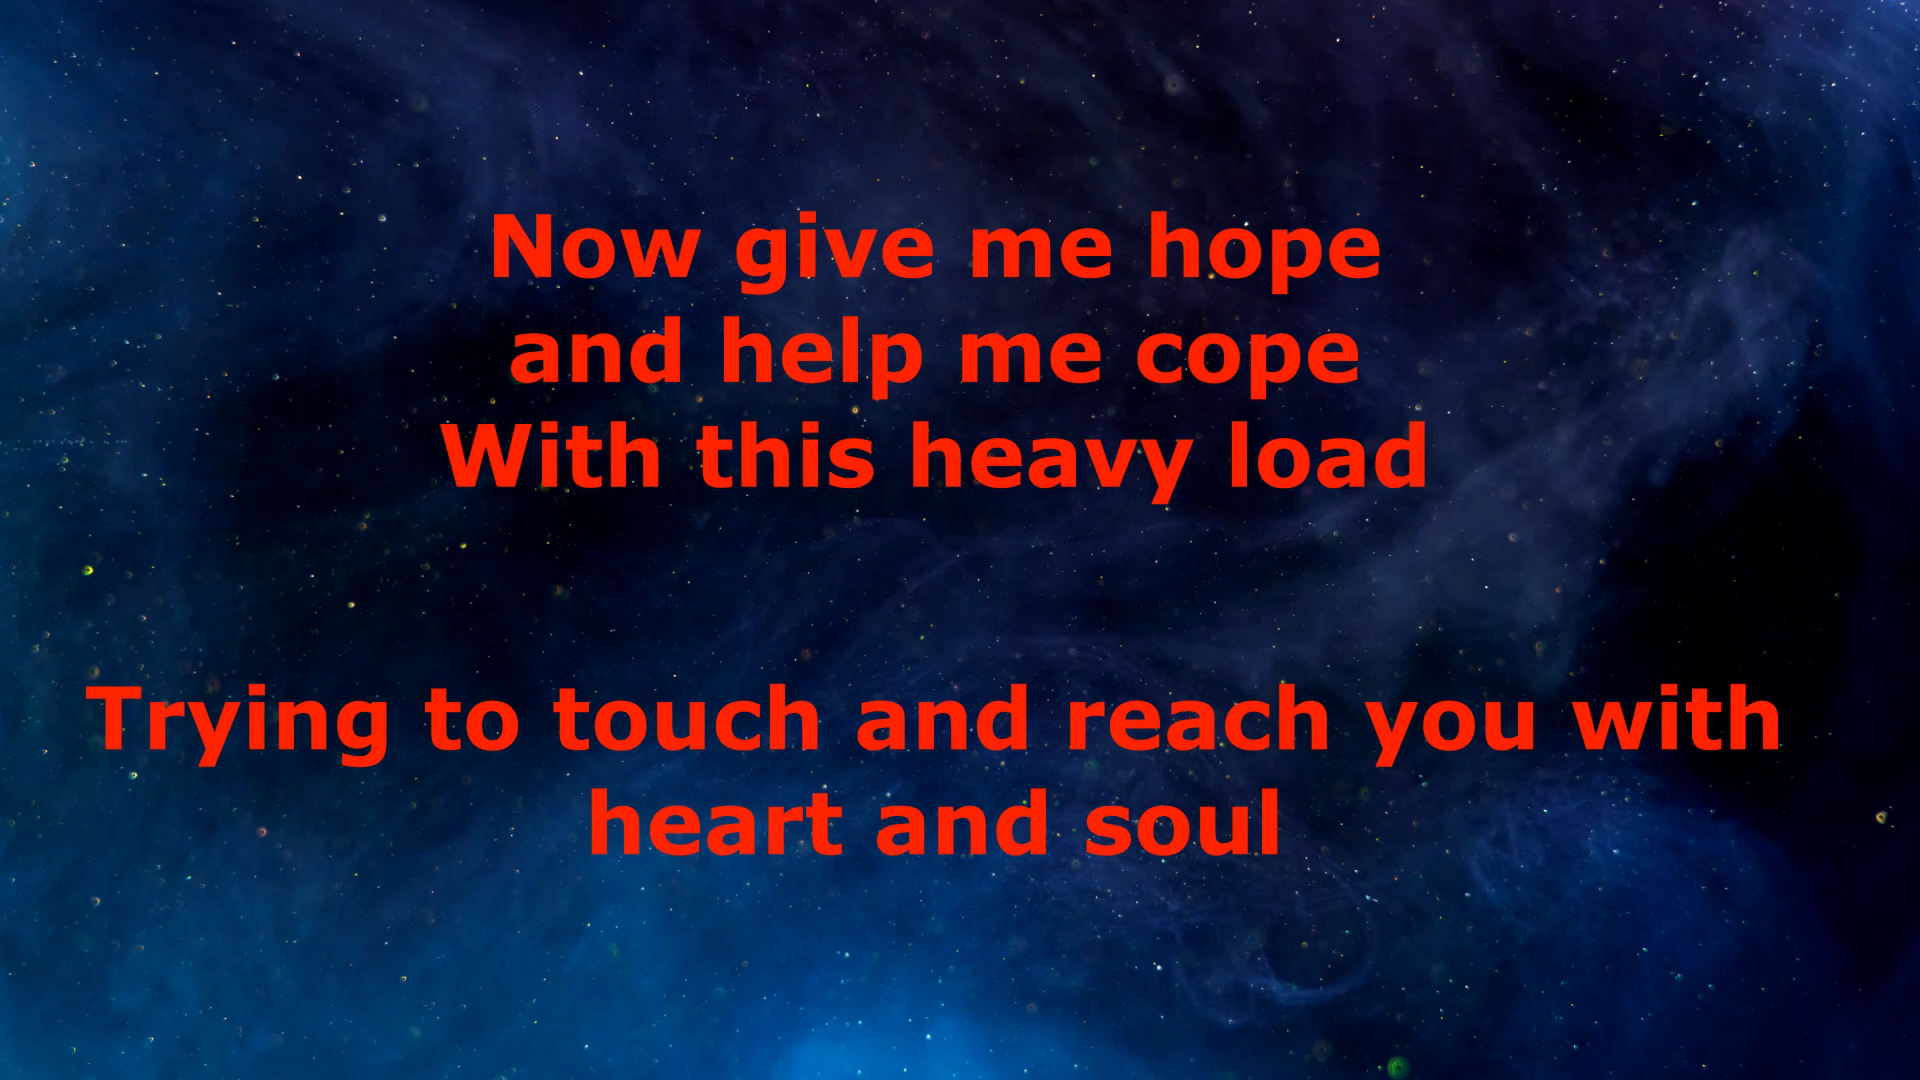 Now give me hope
and help me cope
With this heavy load
Trying to touch and reach you with
heart and soul